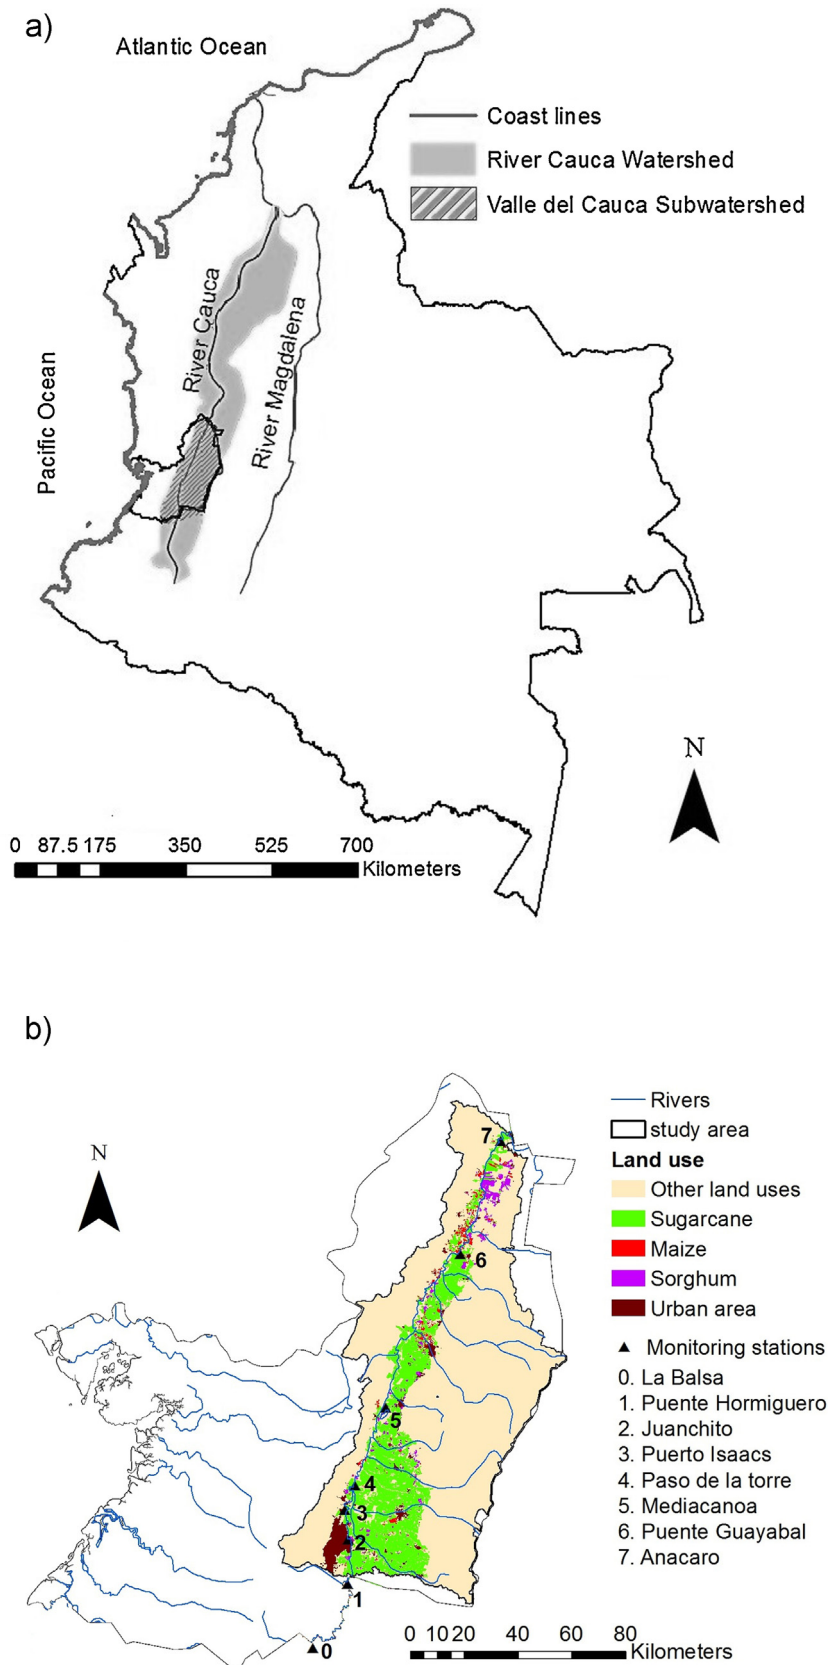 a)
Atlantic Ocean
Coast lines
River Cauca Watershed
Valle del Cauca Subwatershed
River Cauca
River Magdalena
Pacific Ocean
N
0 87.5 175 350 525 700
Kilometers
b)
N
Rivers
study area
Land use
Other land uses
Sugarcane
Maize
Sorghum
Urban area
Monitoring stations
0. La Balsa
1. Puente Hormiguero
2. Juanchito
3. Puerto Isaacs
4. Paso de la torre
5. Mediacanoa
6. Puente Guayabal
7. Anacaro
7
6
5
4
3
2
1
0
0 10 20 40 60 80
Kilometers